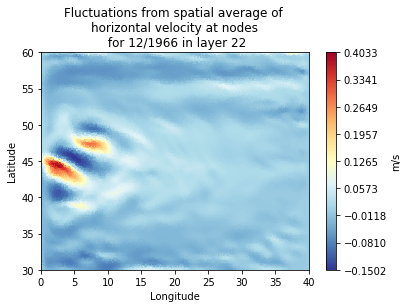 Fluctuations from spatial average of
horizontal velocity at nodes
for 12/1966 in layer 22
60
55
50
45
40
35
30
Latitude
0 5 10 15 20 25 30 35 40
Longitude
0.4033
0.3341
0.2649
0.1957
0.1265
0.0573
−0.0118
−0.0810
−0.1502
m/s